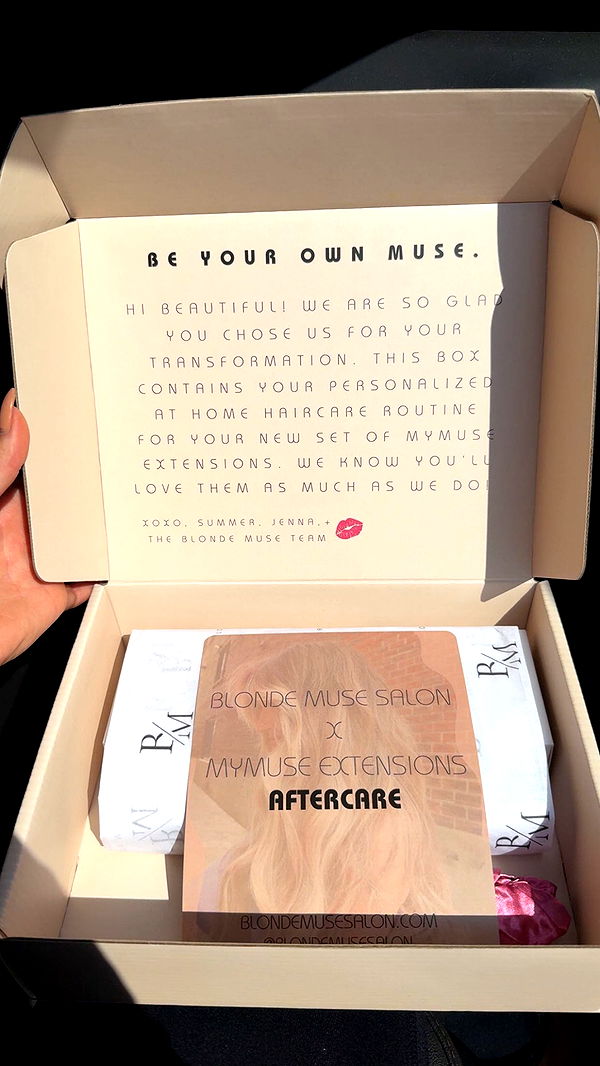 BE YOUR OWN MUSE.
HI BEAUTIFUL! WE ARE SO GLAD
YOU CHOSE US FOR YOUR
TRANSFORMATION. THIS BOX
CONTAINS YOUR PERSONALIZED
AT HOME HAIRCARE ROUTINE
FOR YOUR NEW SET OF MYMUSE
EXTENSIONS. WE KNOW YOU'LL
LOVE THEM AS MUCH AS WE DO!
XOXO, SUMMER, JENNA,+
THE BLONDE MUSE TEAM
BLONDE MUSE SALON
X
MYMUSE EXTENSIONS
AFTERCARE
BLONDEMUSESALON.COM
@BLONDEMUSESALON
B/M
B/M
B/M